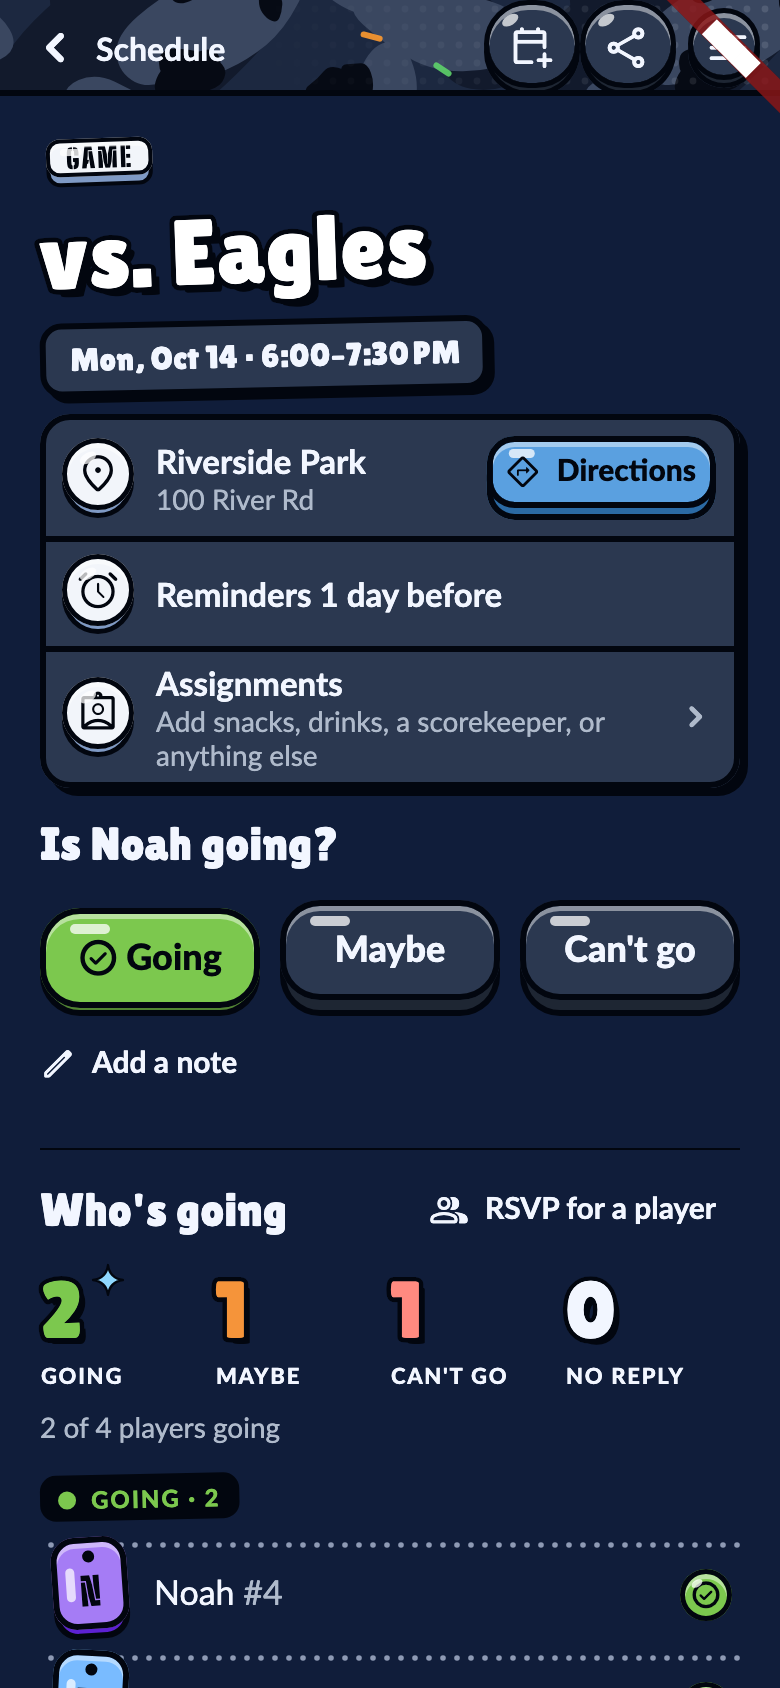 Schedule
GAME
vs. Eagles
Mon, Oct 14 · 6:00–7:30 PM
Riverside Park
100 River Rd
Directions
Reminders 1 day before
Assignments
Add snacks, drinks, a scorekeeper, or
anything else
Is Noah going?
Going
Maybe
Can't go
Add a note
Who's going
RSVP for a player
2
1
1
0
GOING
MAYBE
CAN'T GO
NO REPLY
2 of 4 players going
GOING · 2
N
Noah #4